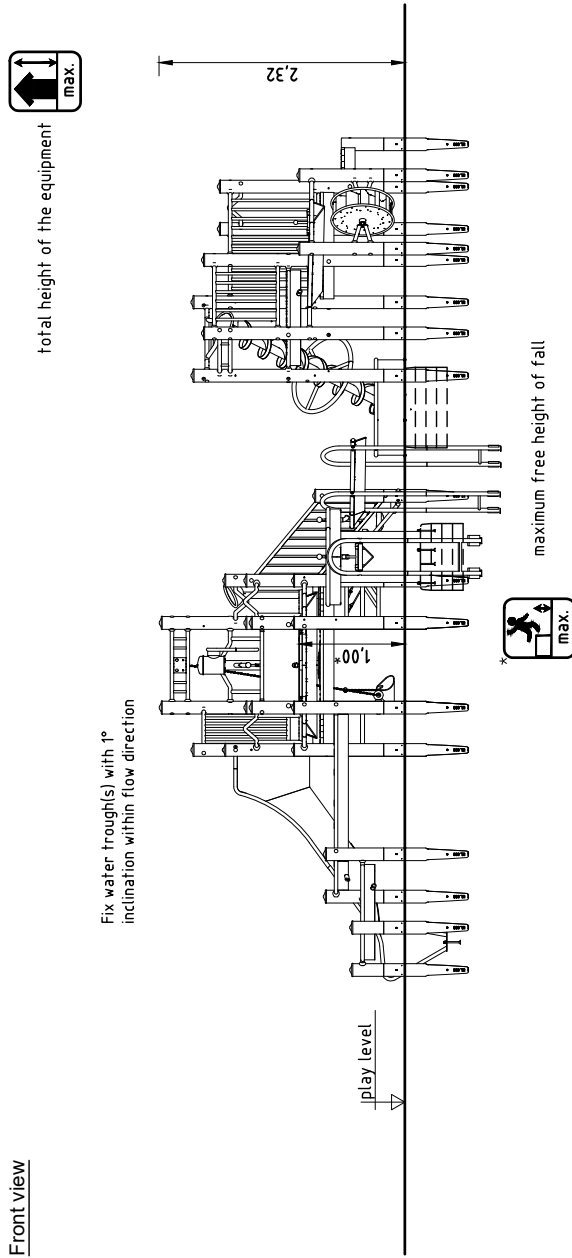 Front view
total height of the equipment
max.
2,32
Fix water trough(s) with 1°
inclination within flow direction
1,00*
play level
*
max.
maximum free height of fall